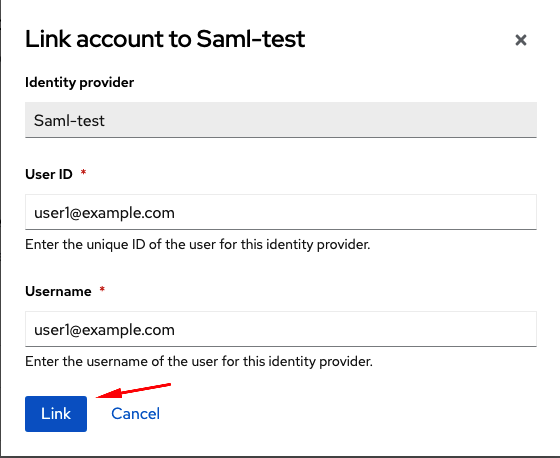 Link account to Saml-test
Identity provider
Saml-test
User ID *
user1@example.com
Enter the unique ID of the user for this identity provider.
Username *
user1@example.com
Enter the username of the user for this identity provider.
Link Cancel